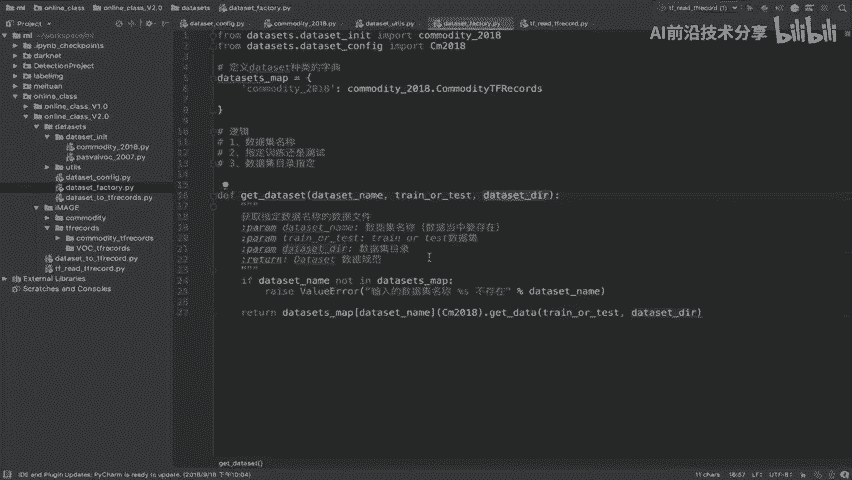 ml
online_class
online_class_V2.0
datasets
dataset_factory.py
tf_read_tfrecord (1)
Project
dataset_config.py
commodity_2018.py
dataset_utils.py
dataset_factory.py
tf_read_tfrecord.py
AI前沿技术分享 bilibili
ml ~/workspace/ml
.ipynb_checkpoints
darknet
DetectionProject
labelImg
meituan
online_class
online_class_V1.0
online_class_V2.0
datasets
dataset_init
commodity_2018.py
pasvalvoc_2007.py
utils
dataset_config.py
dataset_factory.py
dataset_to_tfrecords.py
IMAGE
commodity
tfrecords
commodity_tfrecords
VOC_tfrecords
dataset_to_tfrecord.py
tf_read_tfrecord.py
External Libraries
Scratches and Consoles
1 from datasets.dataset_init import commodity_2018
2 from datasets.dataset_config import Cm2018
3
4 # 定义dataset种类的字典
5 datasets_map = {
6 'commodity_2018': commodity_2018.CommodityTFRecords
7
8 }
9
10 # 逻辑
11 # 1、数据集名称
12 # 2、指定训练还是测试
13 # 3、数据集目录指定
14
15
16 def get_dataset(dataset_name, train_or_test, dataset_dir):
17 """
18 获取指定数据名称的数据文件
19 :param dataset_name: 数据集名称（数据当中要存在）
20 :param train_or_test: train or test数据集
21 :param dataset_dir: 数据集目录
22 :return: Dataset 数据规范
23 """
24 if dataset_name not in datasets_map:
25 raise ValueError("输入的数据集名称 %s 不存在" % dataset_name)
26
27 return datasets_map[dataset_name](Cm2018).get_data(train_or_test, dataset_dir)
get_dataset()
IDE and Plugin Updates: PyCharm is ready to update. (2018/9/18 下午10:04)
11 chars
16:57
LF:
UTF-8: